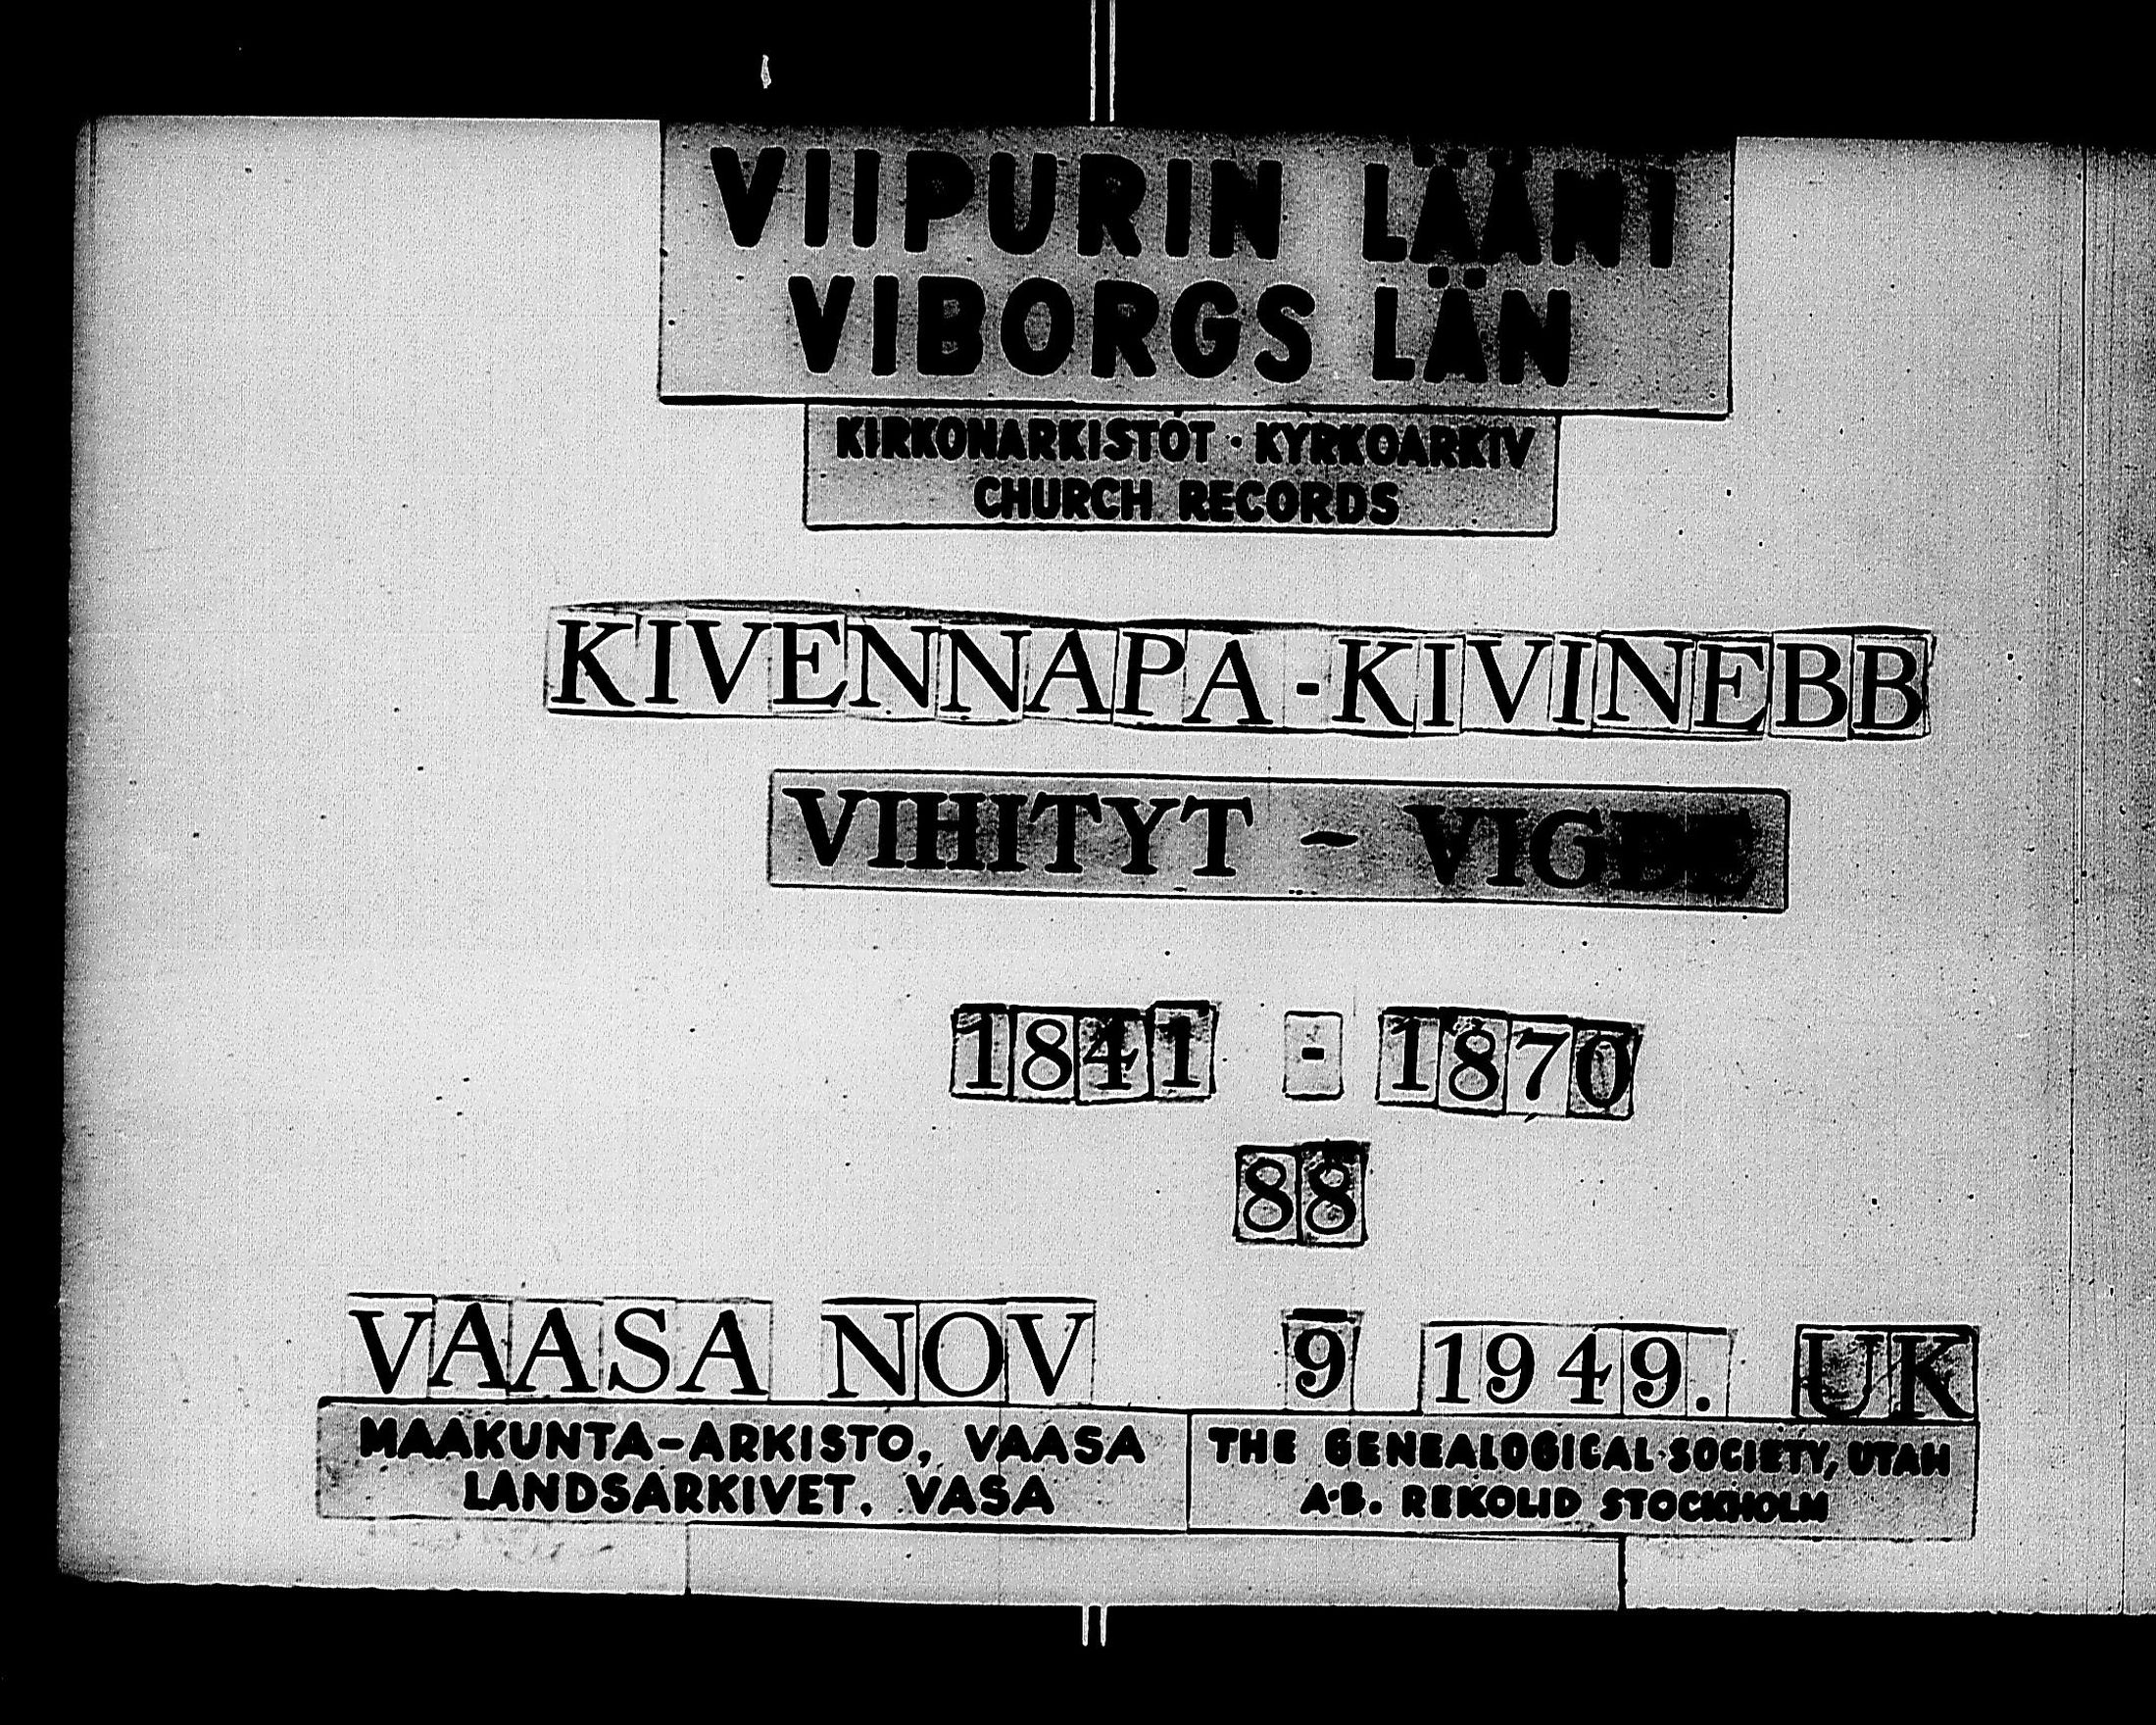 VIIPURIN LÄÄNI
VIBORGS LÄN
KIRKONARKISTOT · KYRKOARKIV
CHURCH RECORDS
KIVENNAPA - KIVINEBB
VIHITYT - VIGDE
1841 - 1870
88
VAASA NOV 9 1949. UK
MAAKUNTA-ARKISTO, VAASA
LANDSARKIVET, VASA
THE GENEALOGICAL SOCIETY, UTAH
A·B. REKOLID STOCKHOLM